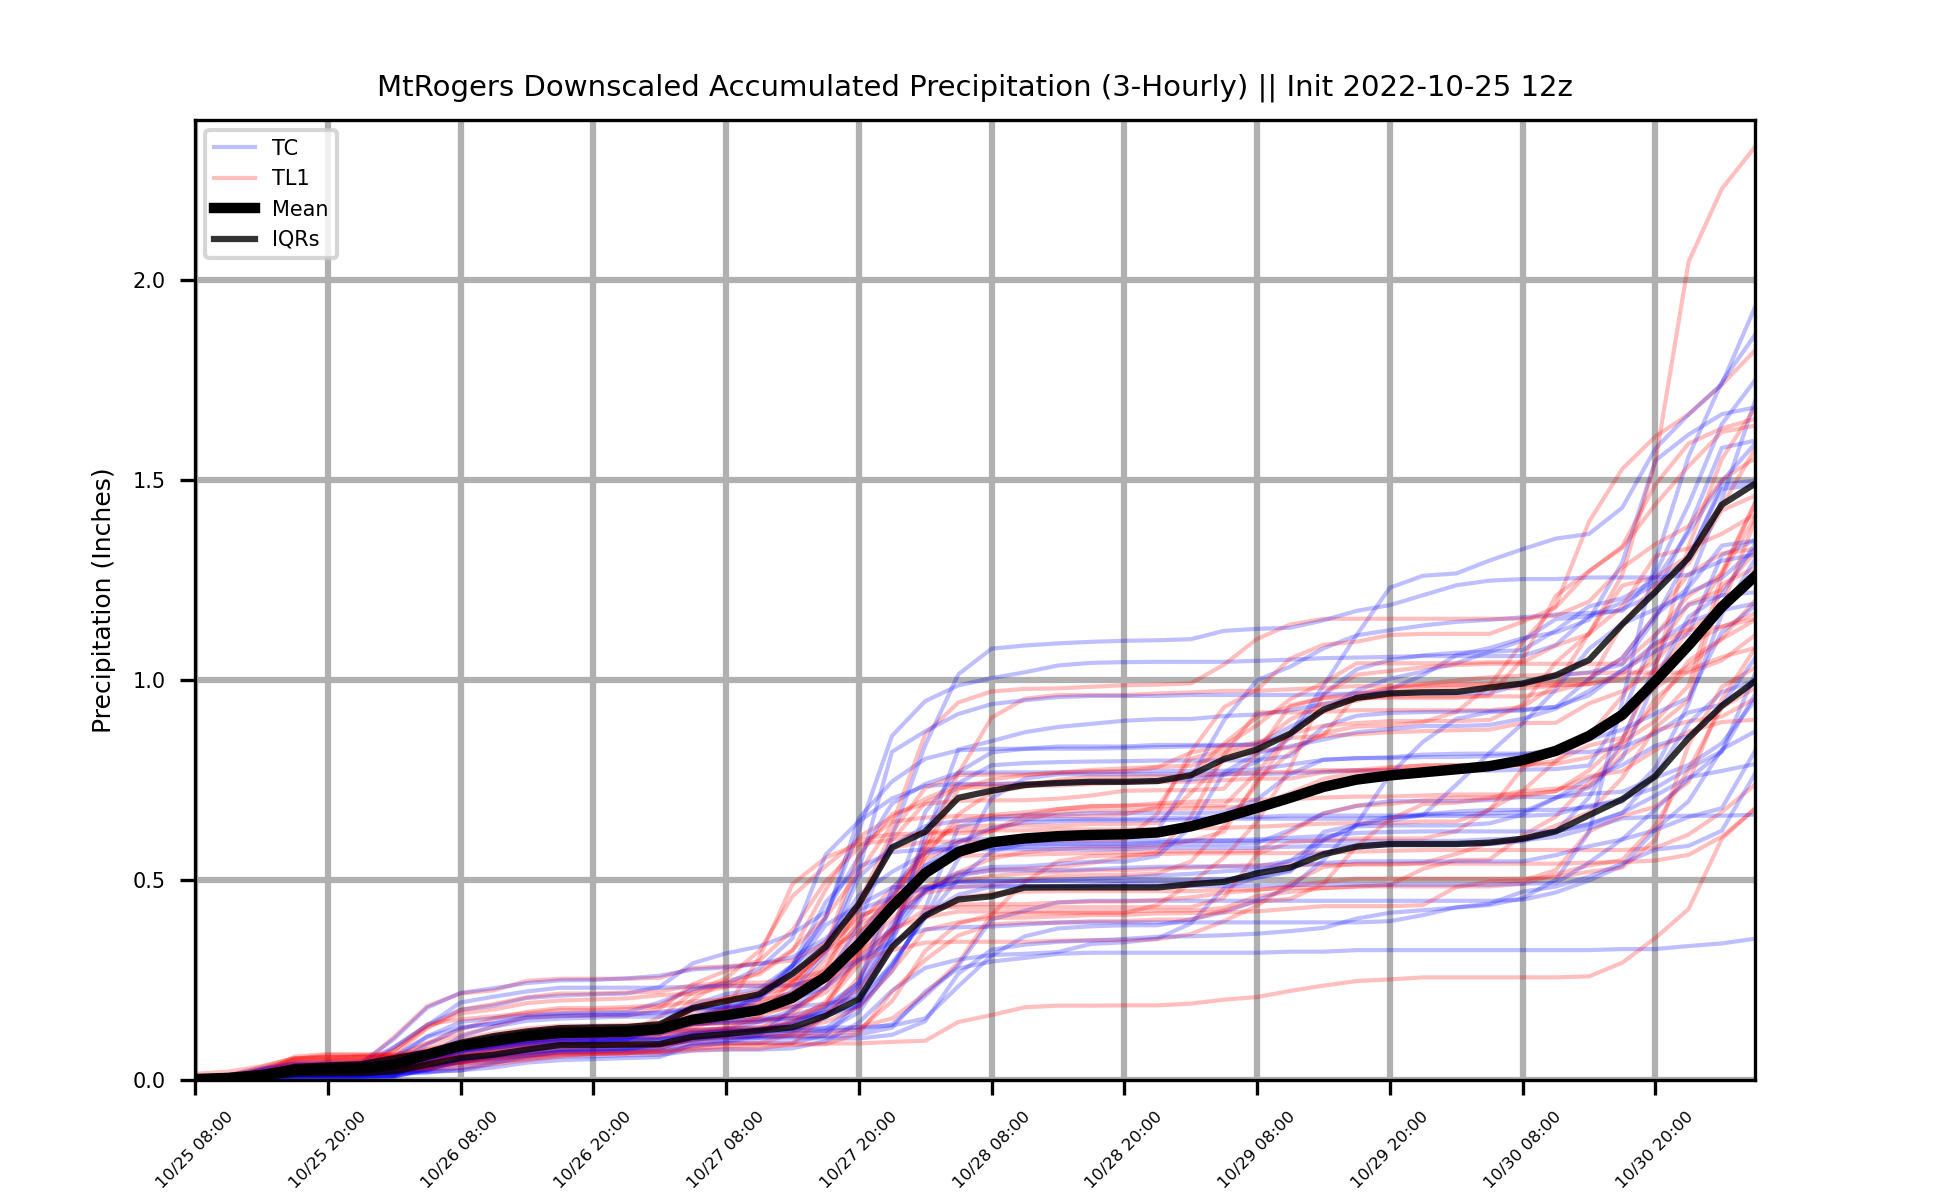 MtRogers Downscaled Accumulated Precipitation (3-Hourly) || Init 2022-10-25 12z
TC
TL1
Mean
IQRs
Precipitation (Inches)
2.0
1.5
1.0
0.5
0.0
10/25 08:00
10/25 20:00
10/26 08:00
10/26 20:00
10/27 08:00
10/27 20:00
10/28 08:00
10/28 20:00
10/29 08:00
10/29 20:00
10/30 08:00
10/30 20:00